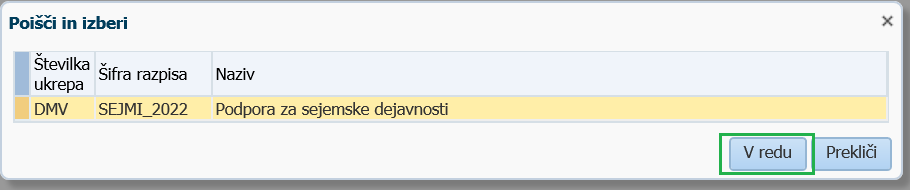 Poišči in izberi
×
Številka ukrepa Šifra razpisa Naziv
DMV SEJMI_2022 Podpora za sejemske dejavnosti
V redu Prekliči